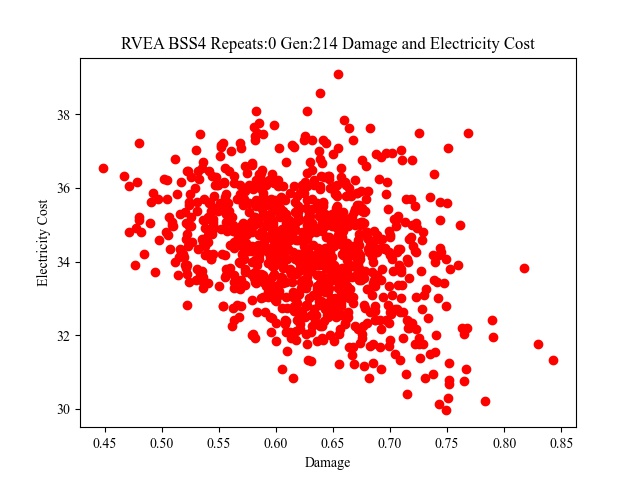 RVEA BSS4 Repeats:0 Gen:214 Damage and Electricity Cost
38
36
34
32
30
Electricity Cost
0.45 0.50 0.55 0.60 0.65 0.70 0.75 0.80 0.85
Damage